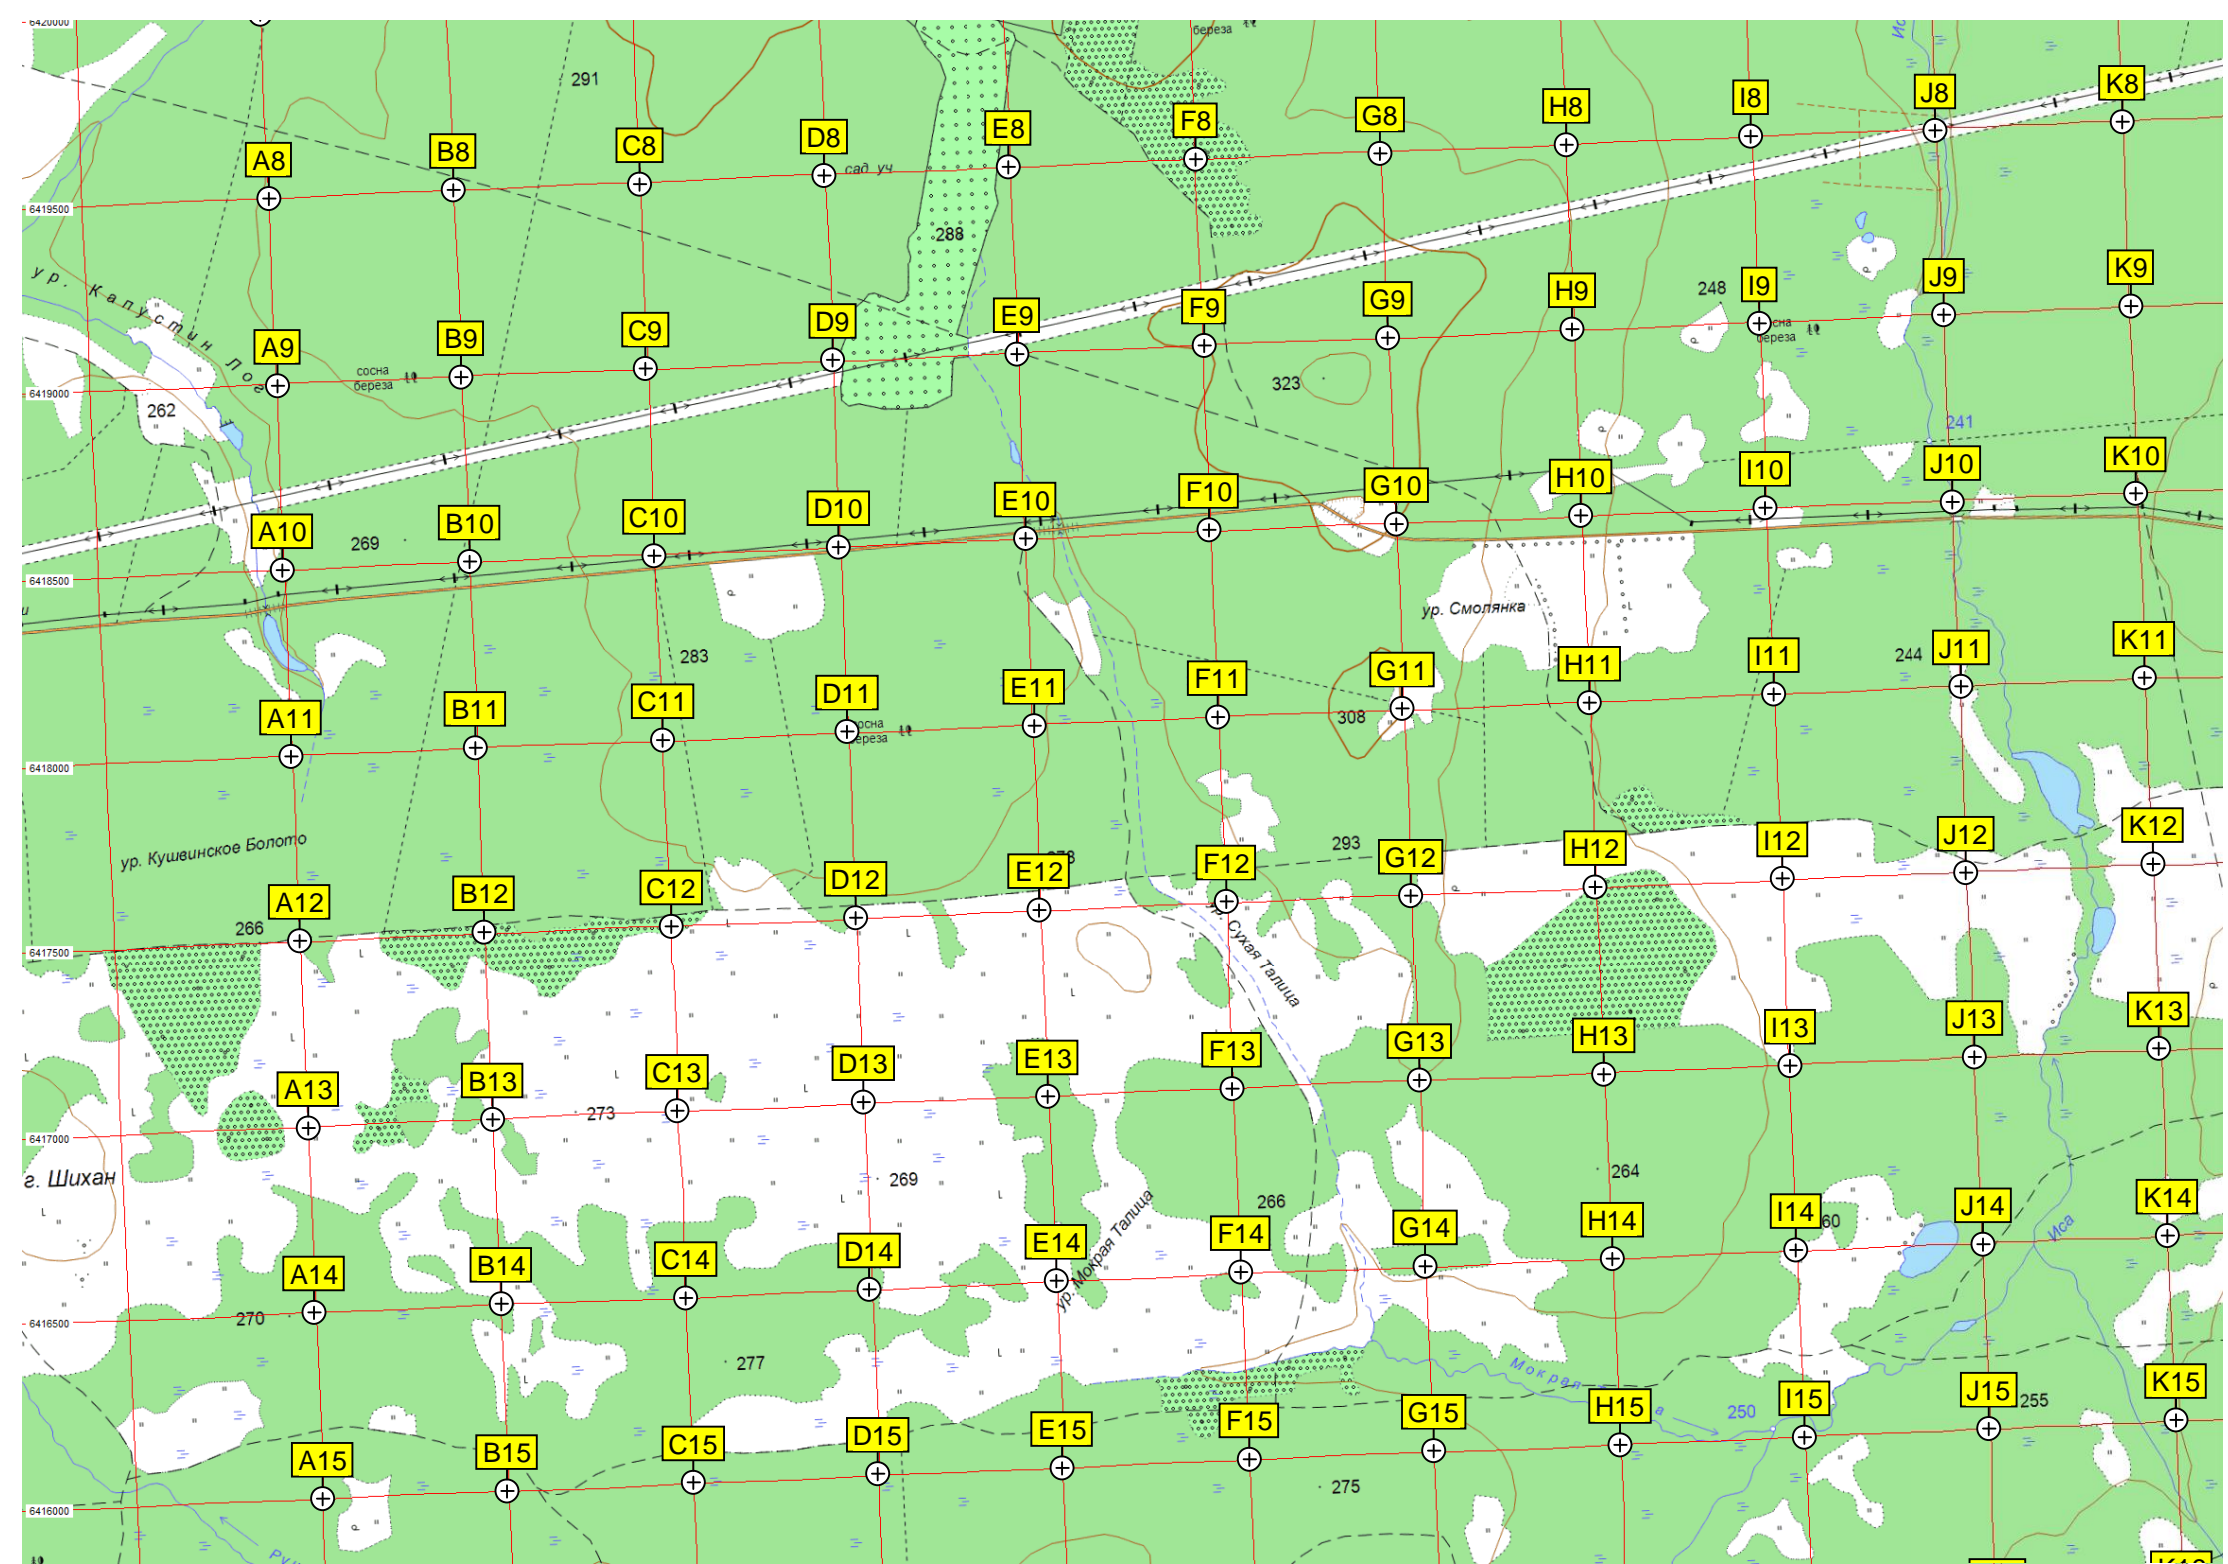 6420000
береза
291
A8 B8 C8 D8 E8 F8 G8 H8 I8 J8 K8
сад. уч
6419500
288
ур. Капустин Лог
248
A9 B9 C9 D9 E9 F9 G9 H9 I9 J9 K9
сосна
береза
береза
323
6419000
262
241
A10 B10 C10 D10 E10 F10 G10 H10 I10 J10 K10
269
6418500
ур. Смолянка
283
244
A11 B11 C11 D11 E11 F11 G11 H11 I11 J11 K11
308
6418000
ур. Кушвинское Болото
293
A12 B12 C12 D12 E12 F12 G12 H12 I12 J12 K12
266
6417500
ур. Сухая Талица
A13 B13 C13 D13 E13 F13 G13 H13 I13 J13 K13
273
6417000
г. Шихан
269
264
266
ур. Мокрая Талица
Иса
A14 B14 C14 D14 E14 F14 G14 H14 I14 J14 K14
60
270
6416500
277
Мокрая
250
255
A15 B15 C15 D15 E15 F15 G15 H15 I15 J15 K15
275
6416000